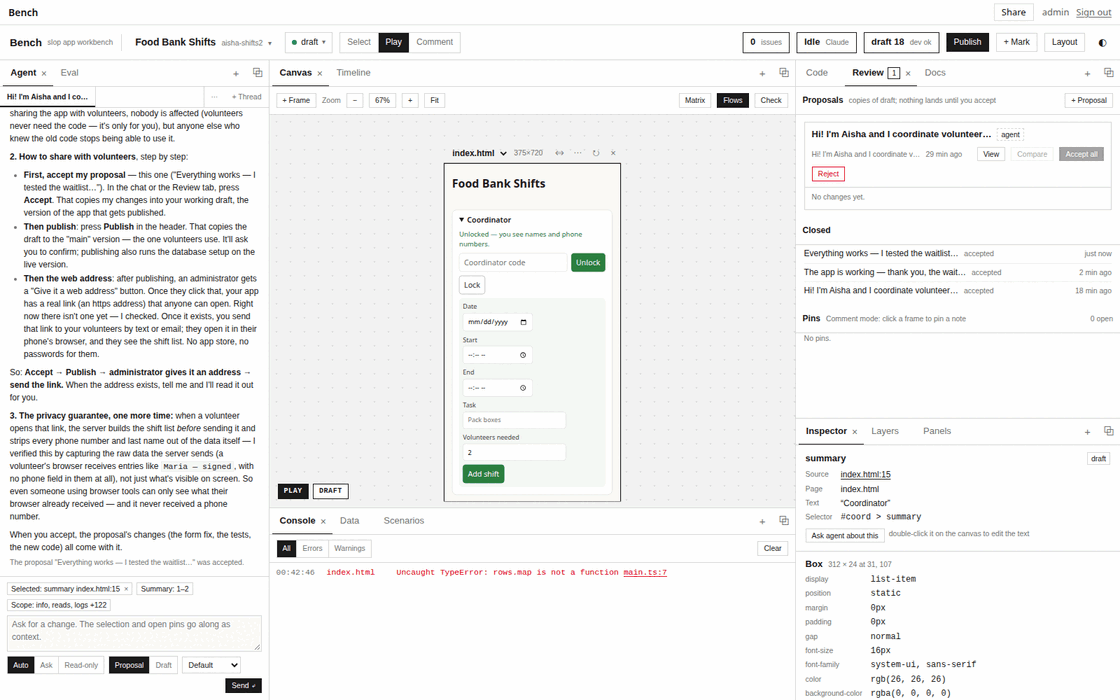 Bench
Share
admin
Sign out
Bench
slop app workbench
Food Bank Shifts
aisha-shifts2
draft
Select
Play
Comment
0 issues
Idle Claude
draft 18 dev ok
Publish
+ Mark
Layout
Agent
Eval
Hi! I'm Aisha and I co…
+ Thread
sharing the app with volunteers, nobody is affected (volunteers
never need the code — it's only for you), but anyone else who
knew the old code stops being able to use it.
2. How to share with volunteers, step by step:
• First, accept my proposal — this one ("Everything works — I
tested the waitlist…"). In the chat or the Review tab, press
Accept. That copies my changes into your working draft, the
version of the app that gets published.
• Then publish: press Publish in the header. That copies the
draft to the "main" version — the one volunteers use. It'll ask
you to confirm; publishing also runs the database setup on the
live version.
• Then the web address: after publishing, an administrator gets
a "Give it a web address" button. Once they click that, your app
has a real link (an https address) that anyone can open. Right
now there isn't one yet — I checked. Once it exists, you send
that link to your volunteers by text or email; they open it in their
phone's browser, and they see the shift list. No app store, no
passwords for them.
So: Accept → Publish → administrator gives it an address →
send the link. When the address exists, tell me and I'll read it out
for you.
3. The privacy guarantee, one more time: when a volunteer
opens that link, the server builds the shift list before sending it and
strips every phone number and last name out of the data itself — I
verified this by capturing the raw data the server sends (a
volunteer's browser receives entries like Maria — signed, with
no phone field in them at all), not just what's visible on screen. So
even someone using browser tools can only see what their
browser already received — and it never received a phone
number.
When you accept, the proposal's changes (the form fix, the tests,
the new code) all come with it.
The proposal "Everything works — I tested the waitlist…" was accepted.
Selected: summary index.html:15 ×
Summary: 1–2
Scope: info, reads, logs +122
Ask for a change. The selection and open pins go along as
context.
Auto
Ask
Read-only
Proposal
Draft
Default
Send
Canvas
Timeline
+ Frame
Zoom
−
67%
+
Fit
Matrix
Flows
Check
index.html
375×720
Food Bank Shifts
▼ Coordinator
Unlocked — you see names and phone
numbers.
Coordinator code
Unlock
Lock
Date
mm/dd/yyyy
Start
--:-- --
End
--:-- --
Task
Pack boxes
Volunteers needed
2
Add shift
PLAY
DRAFT
Console
Data
Scenarios
All
Errors
Warnings
Clear
00:42:46 index.html Uncaught TypeError: rows.map is not a function main.ts:7
Code
Review 1
Docs
Proposals copies of draft; nothing lands until you accept
+ Proposal
Hi! I'm Aisha and I coordinate volunteer… agent
Hi! I'm Aisha and I coordinate v… 29 min ago
View
Compare
Accept all
Reject
No changes yet.
Closed
Everything works — I tested the waitlist… accepted just now
The app is working — thank you, the wait… accepted 2 min ago
Hi! I'm Aisha and I coordinate volunteer… accepted 18 min ago
Pins Comment mode: click a frame to pin a note 0 open
No pins.
Inspector
Layers
Panels
summary
draft
Source index.html:15
Page index.html
Text “Coordinator”
Selector #coord > summary
Ask agent about this
double-click it on the canvas to edit the text
Box 312 × 24 at 31, 107
display list-item
position static
margin 0px
padding 0px
gap normal
font-size 16px
font-family system-ui, sans-serif
color rgb(26, 26, 26)
background-color rgba(0, 0, 0, 0)